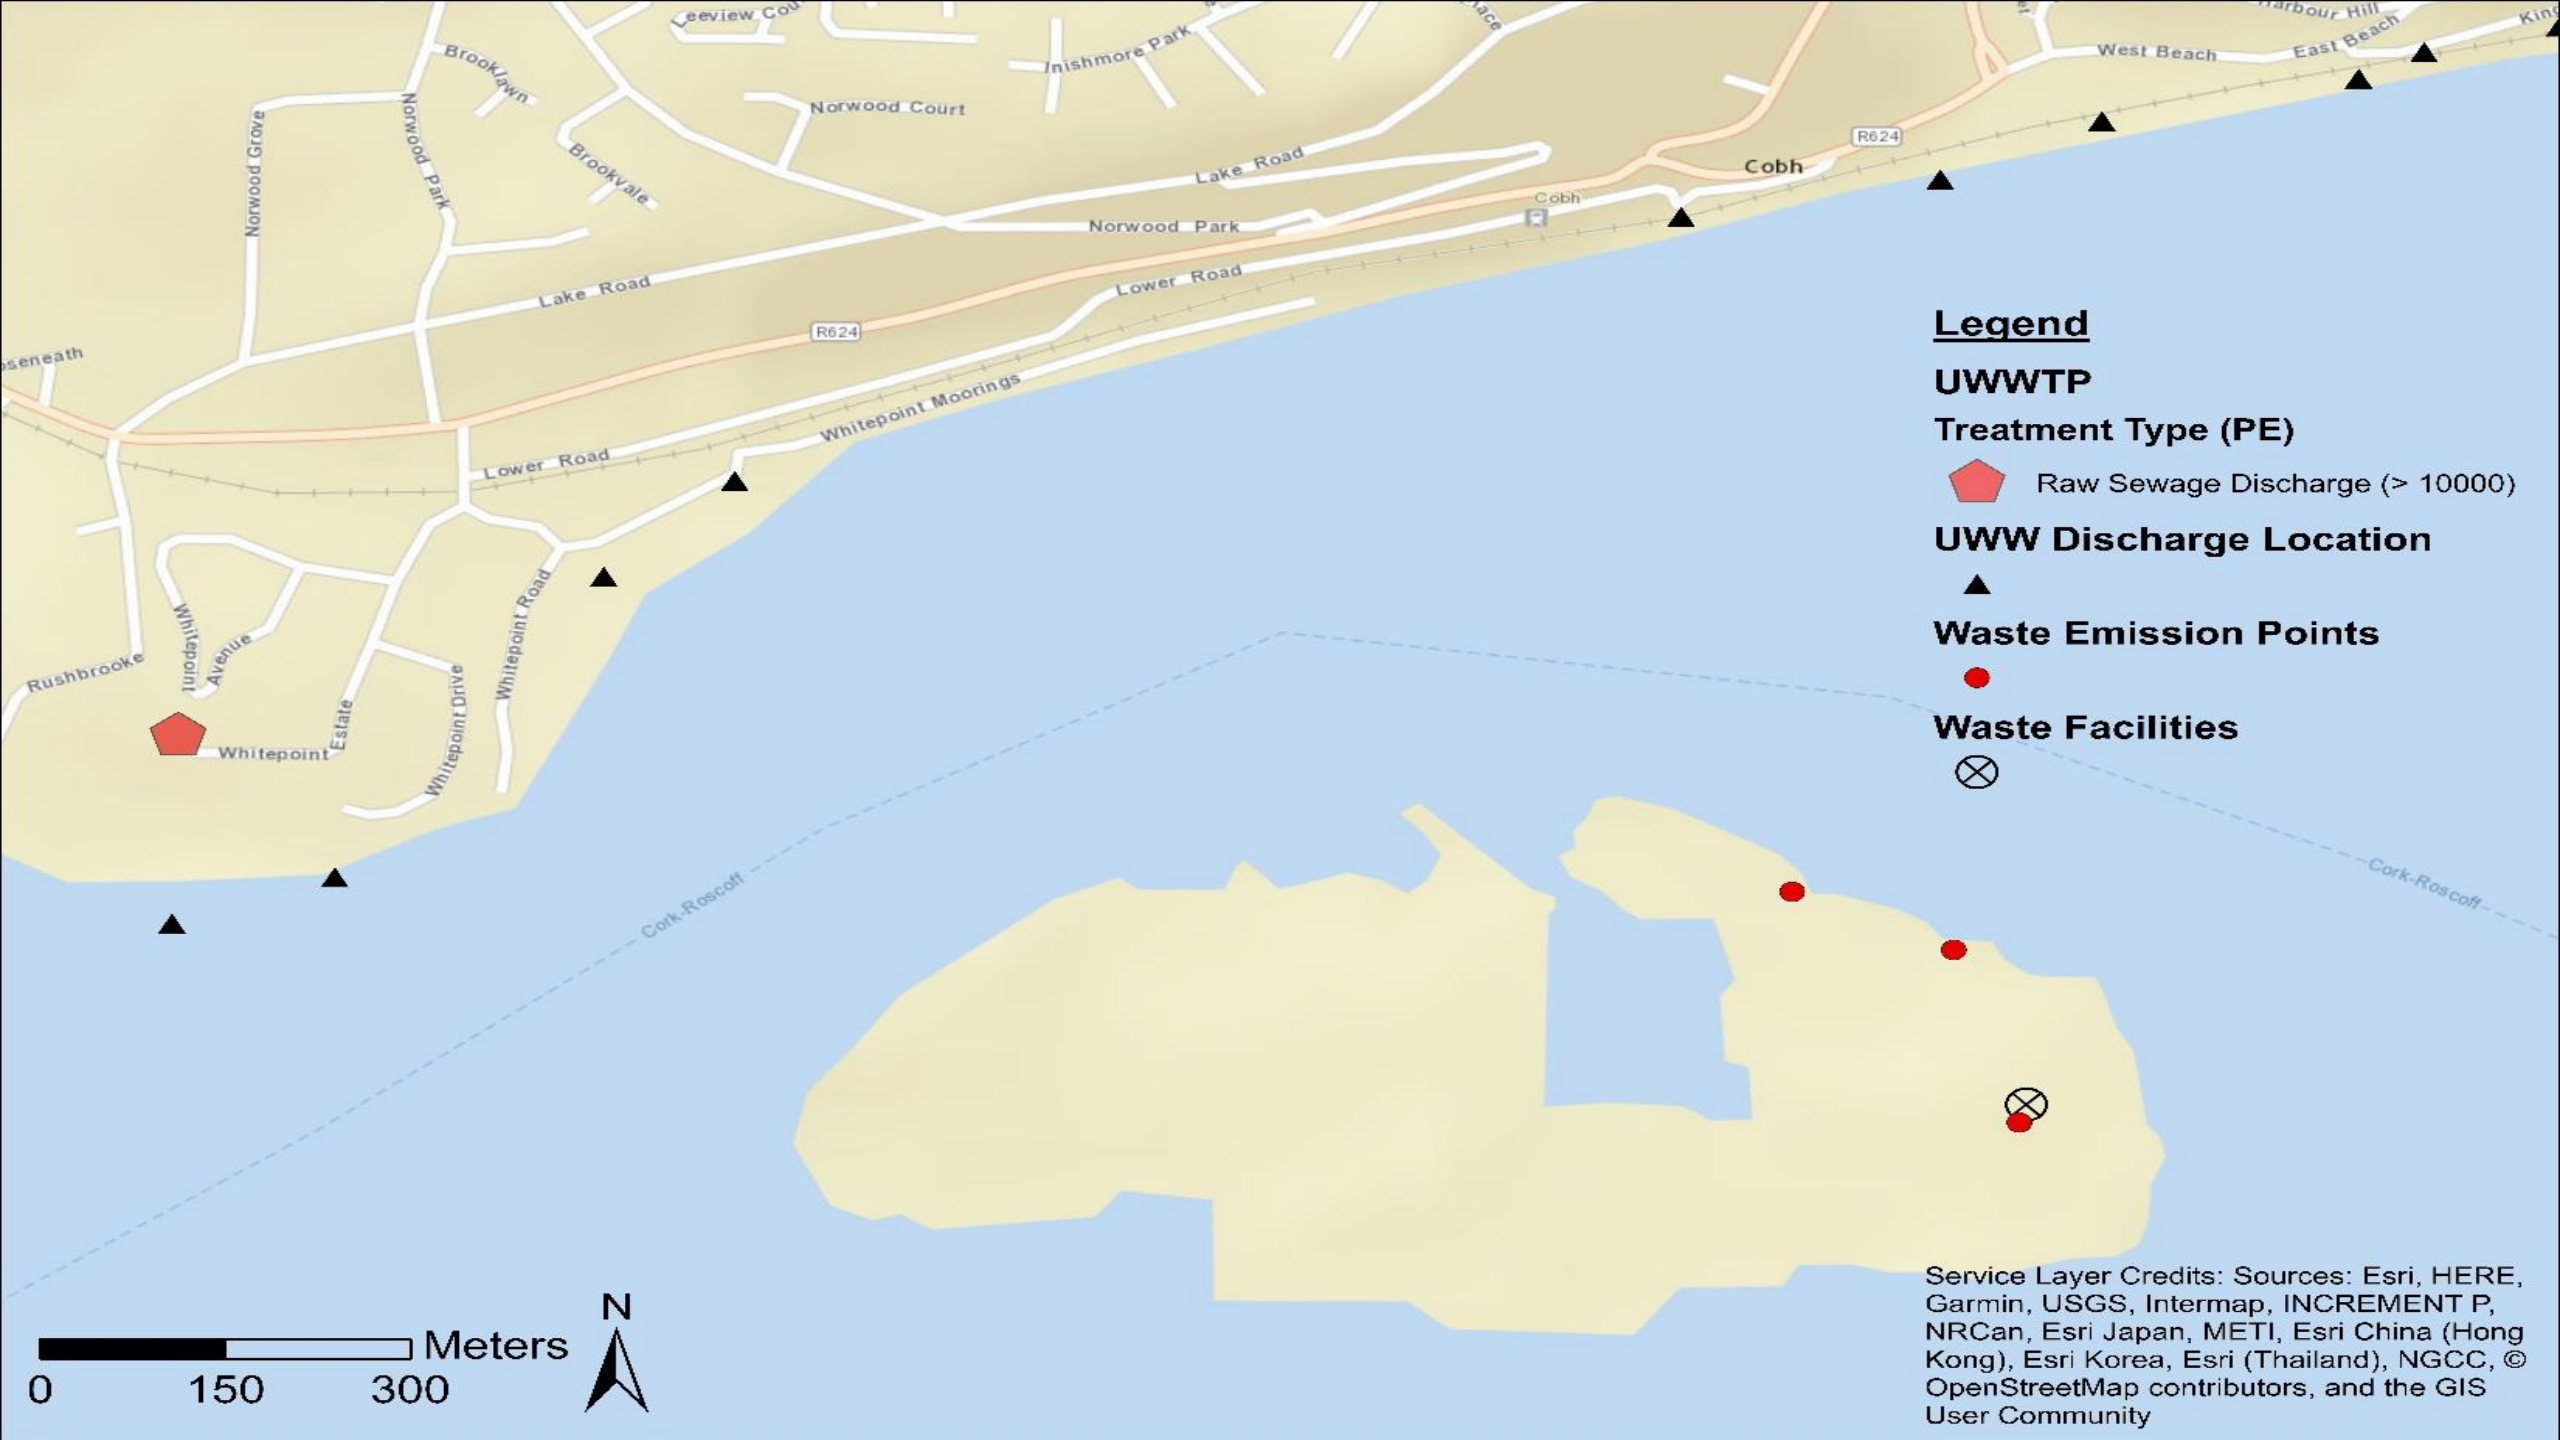 Leeview Cou
Harbour Hill
King
Brooklawn
Inishmore Park
West Beach
East Beach
Norwood Grove
Norwood Park
Norwood Court
Brookvale
Lake Road
R624
Cobh
Cobh
Norwood Park
Lake Road
Lower Road
R624
Legend
UWWTP
Treatment Type (PE)
Raw Sewage Discharge (> 10000)
UWW Discharge Location
Waste Emission Points
Waste Facilities
seneath
Whitepoint Moorings
Lower Road
Whitepoint Road
Whitepoint
Avenue
Rushbrooke
Whitepoint
Estate
Whitepoint Drive
Cork-Roscoff
Cork-Roscoff
Meters
0 150 300
N
Service Layer Credits: Sources: Esri, HERE,
Garmin, USGS, Intermap, INCREMENT P,
NRCan, Esri Japan, METI, Esri China (Hong
Kong), Esri Korea, Esri (Thailand), NGCC, ©
OpenStreetMap contributors, and the GIS
User Community